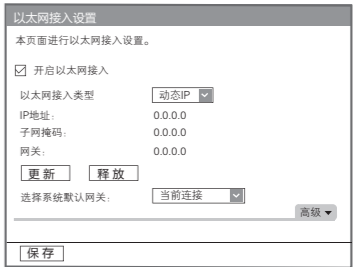 以太网接入设置
本页面进行以太网接入设置。
开启以太网接入
以太网接入类型 动态IP
IP地址: 0.0.0.0
子网掩码: 0.0.0.0
网关: 0.0.0.0
更新 释放
选择系统默认网关: 当前连接
高级
保存